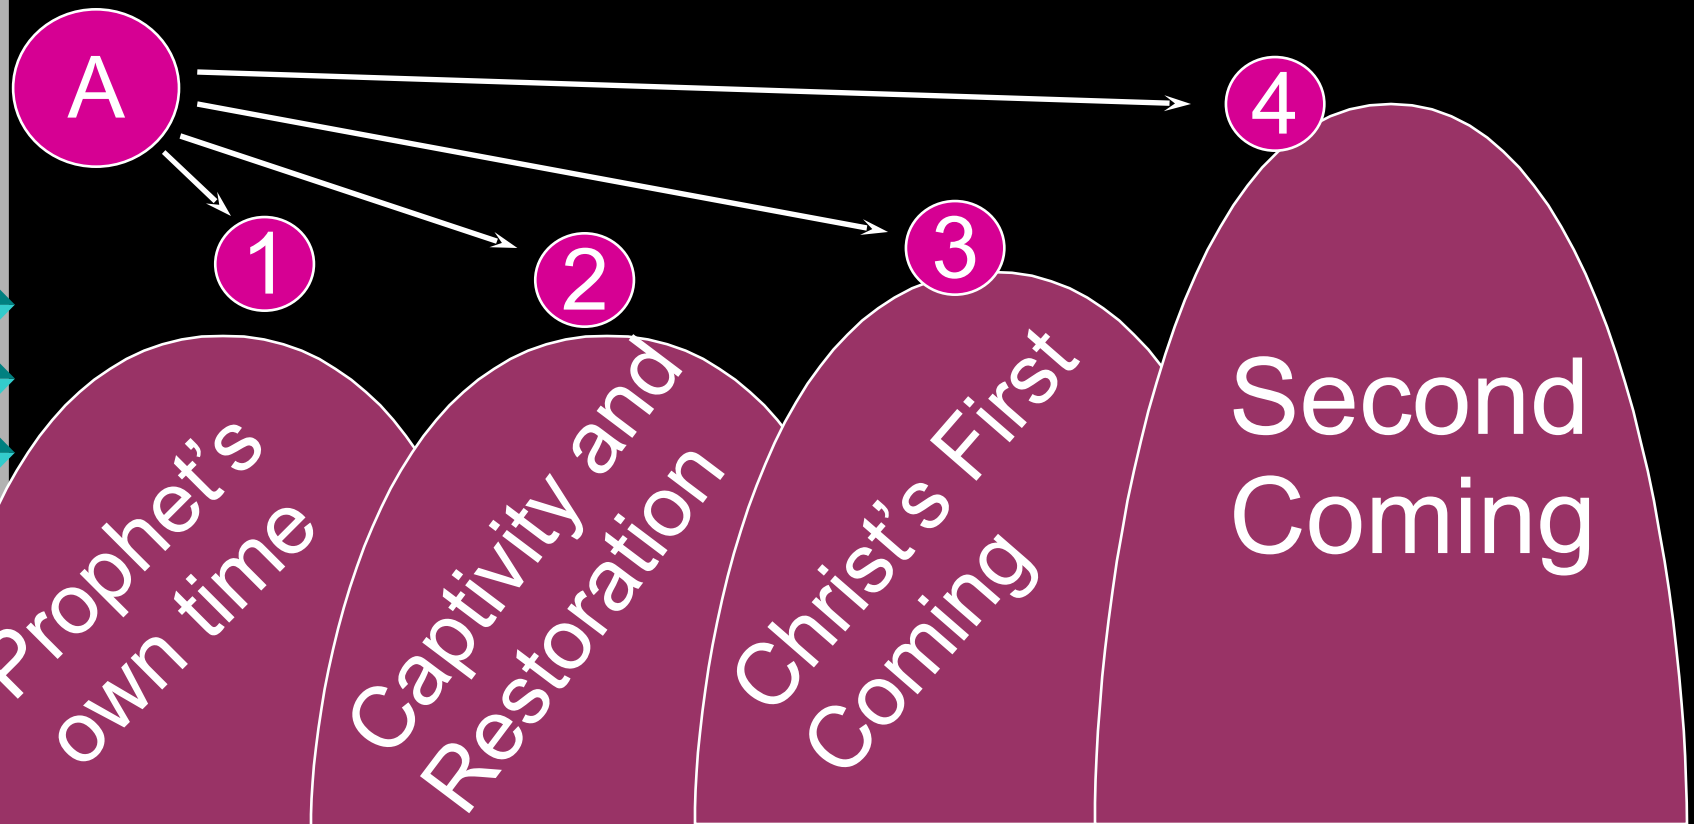 A
1
2
3
4
Prophet's
own time
Captivity and
Restoration
Christ's First
Coming
Second
Coming